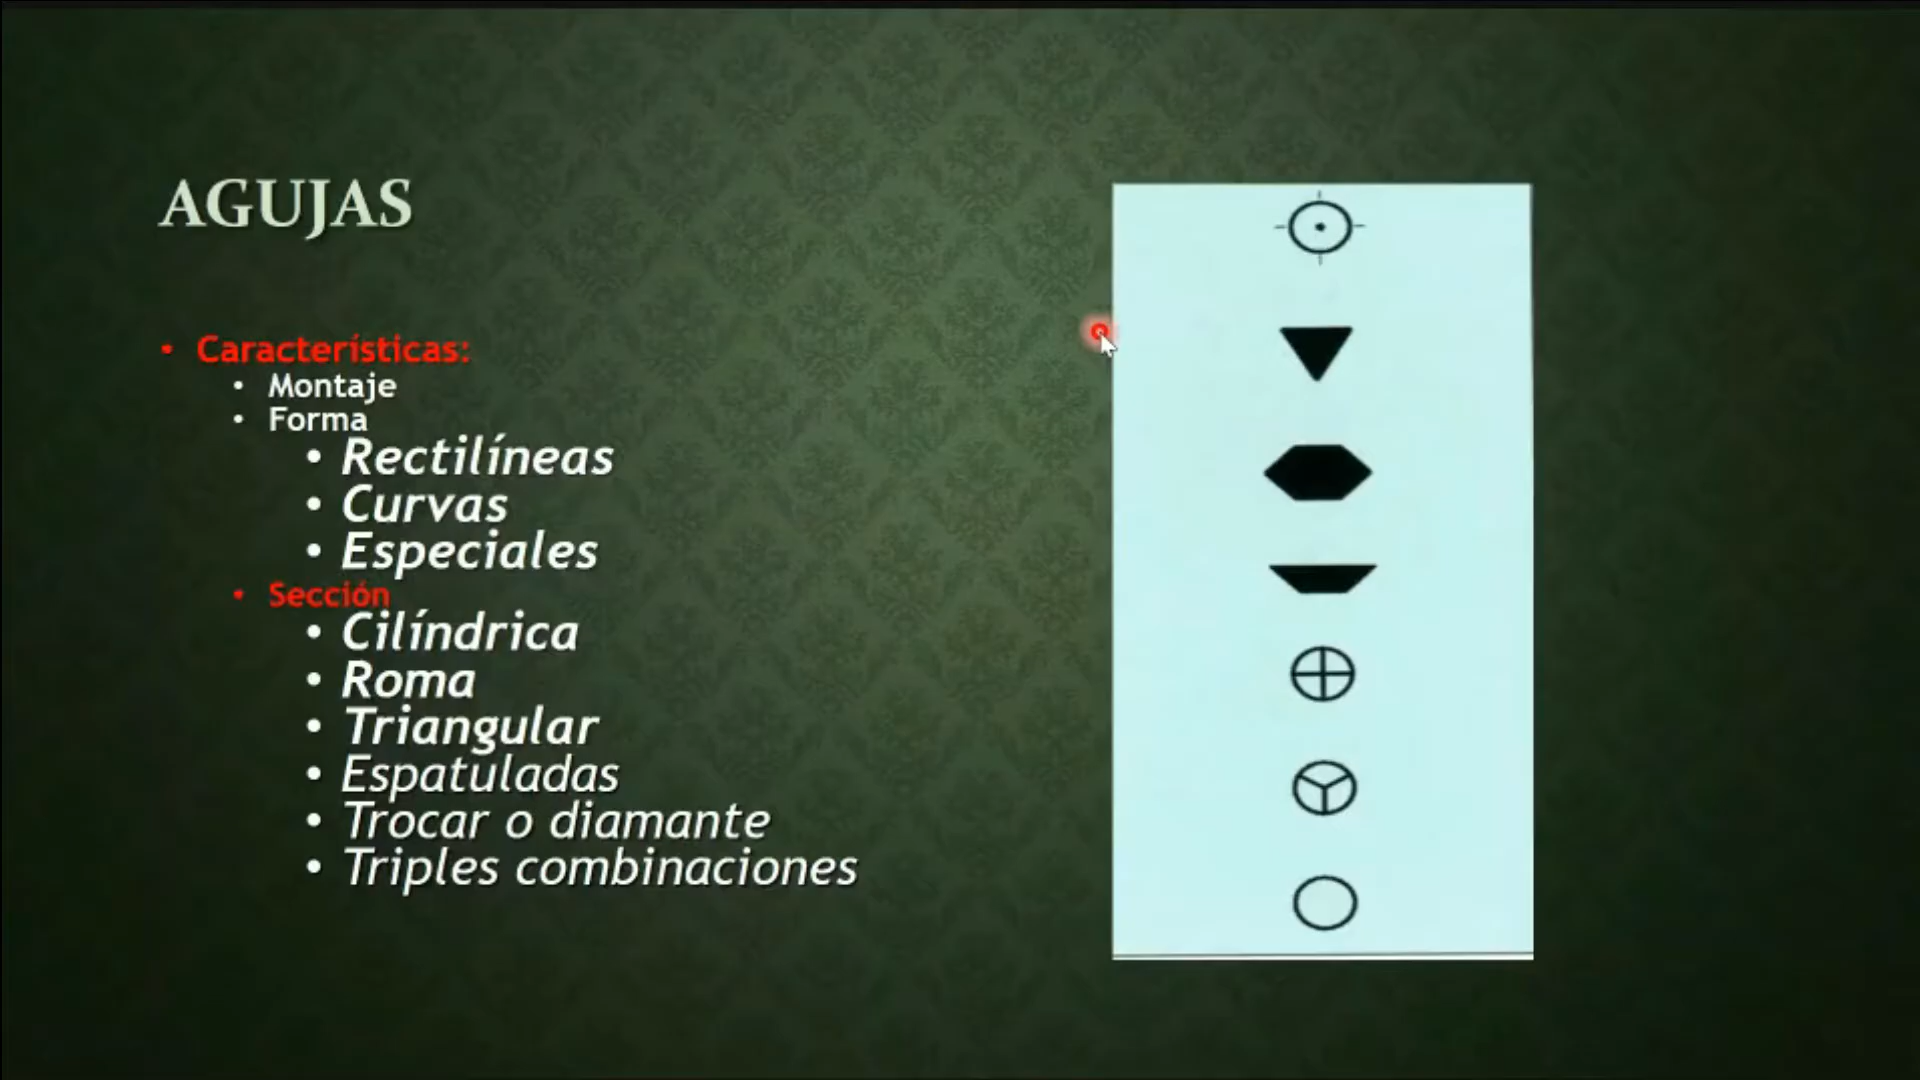 AGUJAS
• Características:
• Montaje
• Forma
• Rectilíneas
• Curvas
• Especiales
• Sección
• Cilíndrica
• Roma
• Triangular
• Espatuladas
• Trocar o diamante
• Triples combinaciones